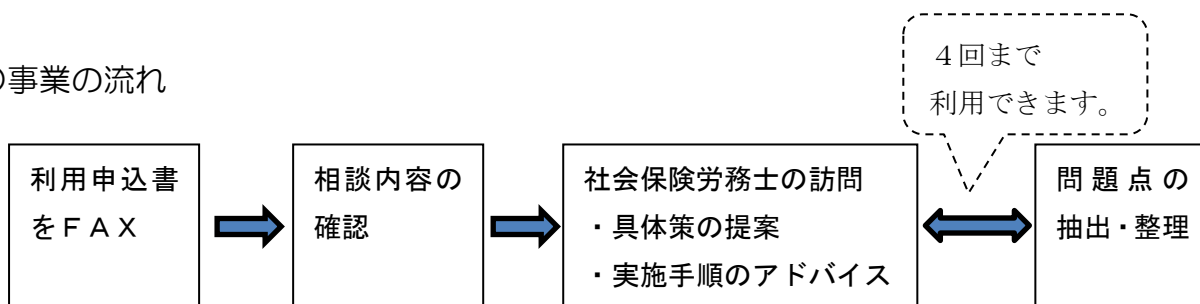 の事業の流れ
４回まで
利用できます。
利用申込書
をＦＡＸ
相談内容の
確認
社会保険労務士の訪問
・具体策の提案
・実施手順のアドバイス
問題点の
抽出・整理